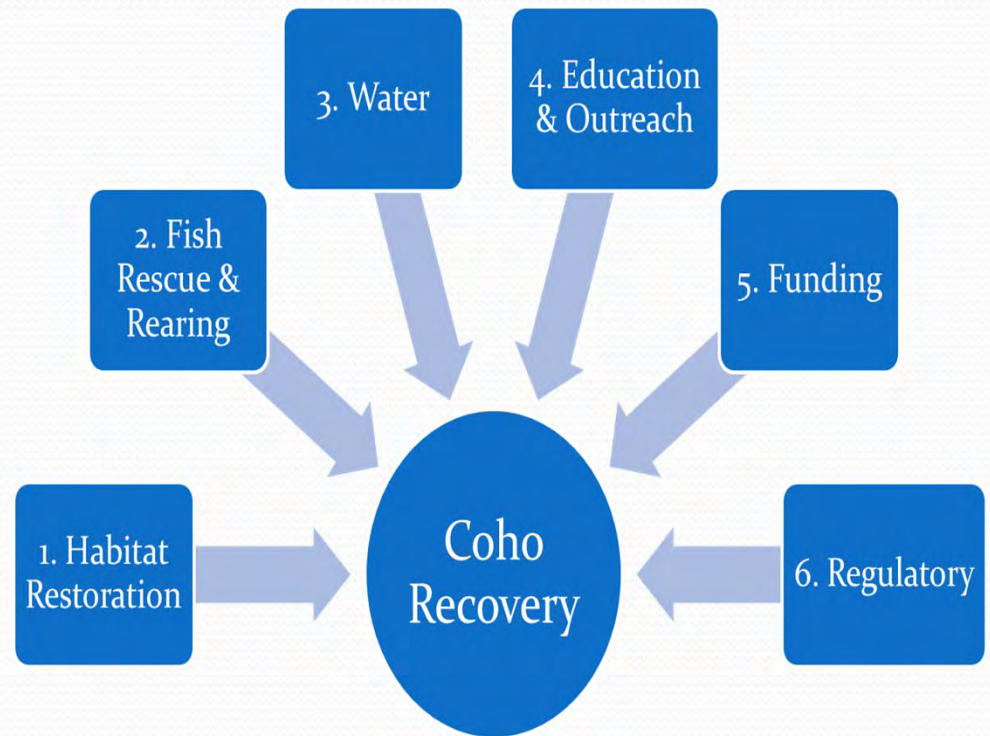 1. Habitat
Restoration
2. Fish
Rescue &
Rearing
3. Water
4. Education
& Outreach
5. Funding
6. Regulatory
Coho
Recovery